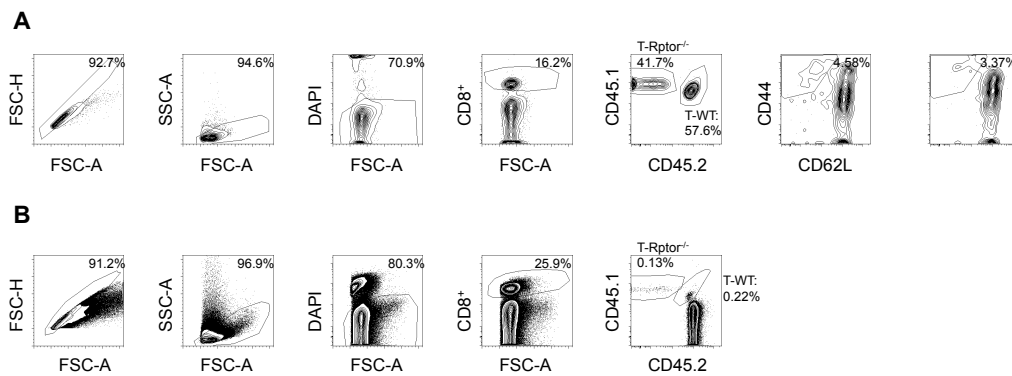 A
92.7%
FSC-H
FSC-A
94.6%
SSC-A
FSC-A
70.9%
DAPI
FSC-A
16.2%
CD8⁺
FSC-A
T-Rptor⁻/⁻
41.7%
CD45.1
T-WT:
57.6%
CD45.2
4.58%
CD44
CD62L
3.37%
B
91.2%
FSC-H
FSC-A
96.9%
SSC-A
FSC-A
80.3%
DAPI
FSC-A
25.9%
CD8⁺
FSC-A
T-Rptor⁻/⁻
0.13%
CD45.1
T-WT:
0.22%
CD45.2